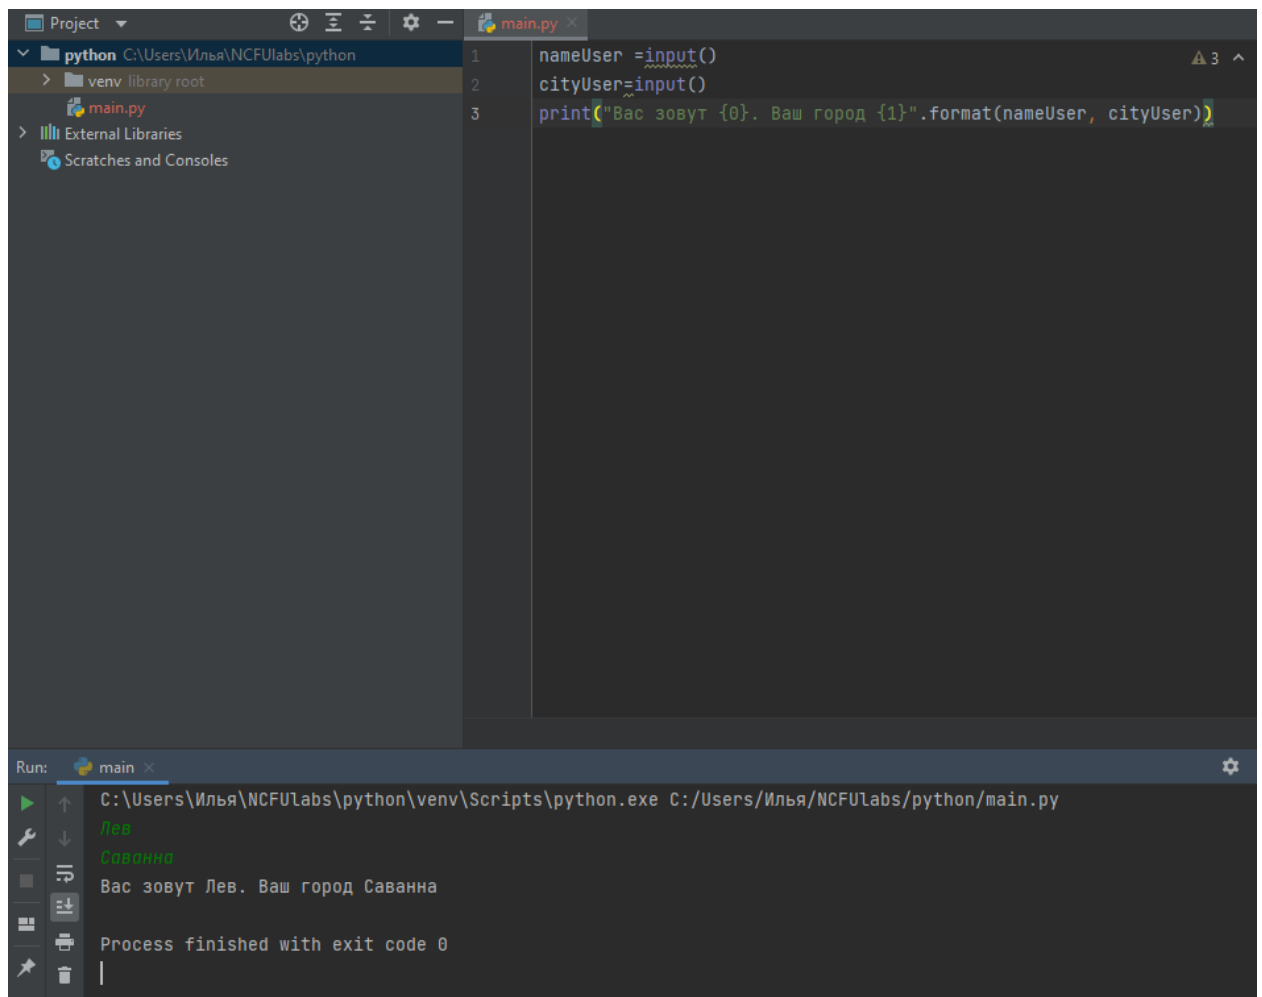 Project
main.py
python C:\Users\Илья\NCFUlabs\python
venv library root
main.py
External Libraries
Scratches and Consoles
1 nameUser =input()
2 cityUser=input()
3 print("Вас зовут {0}. Ваш город {1}".format(nameUser, cityUser))
3
Run: main
C:\Users\Илья\NCFUlabs\python\venv\Scripts\python.exe C:/Users/Илья/NCFUlabs/python/main.py
Лев
Саванна
Вас зовут Лев. Ваш город Саванна
Process finished with exit code 0